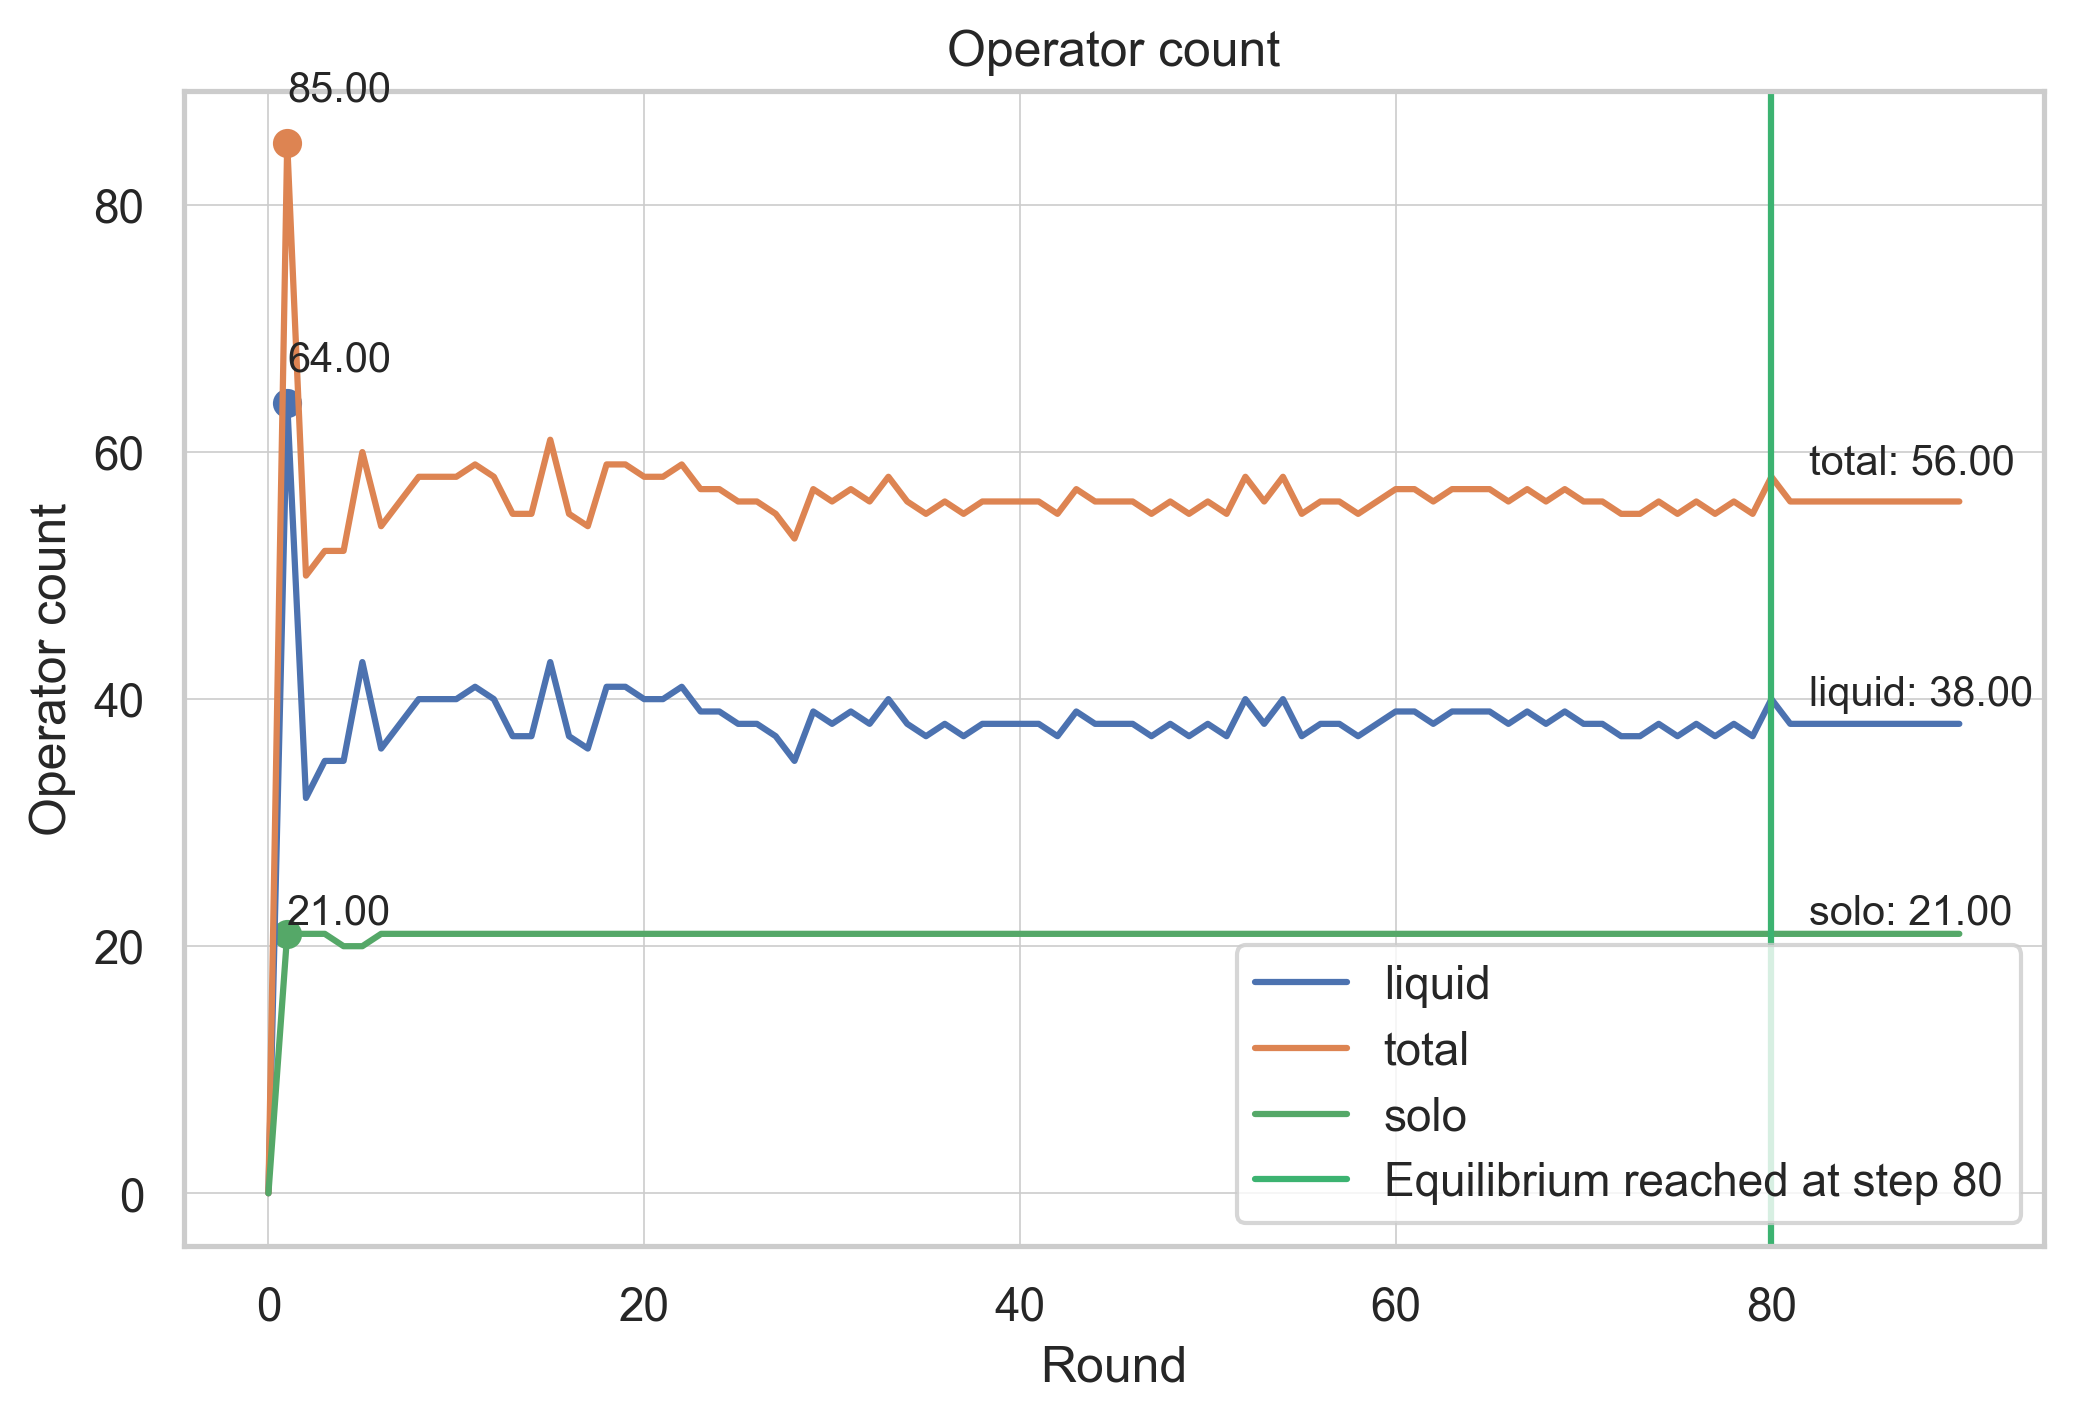 Operator count
85.00
80
64.00
60
total: 56.00
Operator count
40
liquid: 38.00
21.00
solo: 21.00
20
liquid
total
solo
Equilibrium reached at step 80
0
0 20 40 60 80
Round